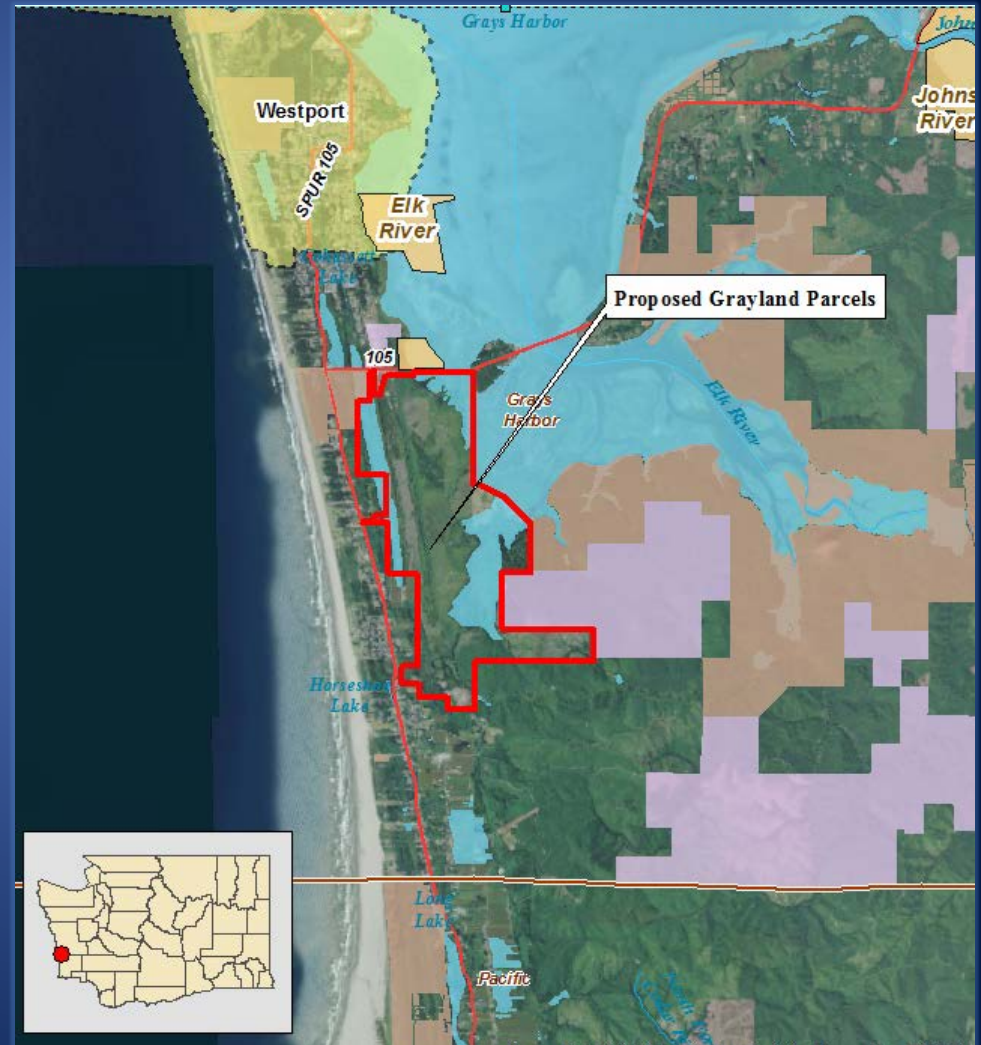 Grays Harbor
Westport
SPUR 105
Elk
River
Lake
Johns
River
Proposed Grayland Parcels
105
Grays
Harbor
Elk River
Lake
Long
Lake
Pacific